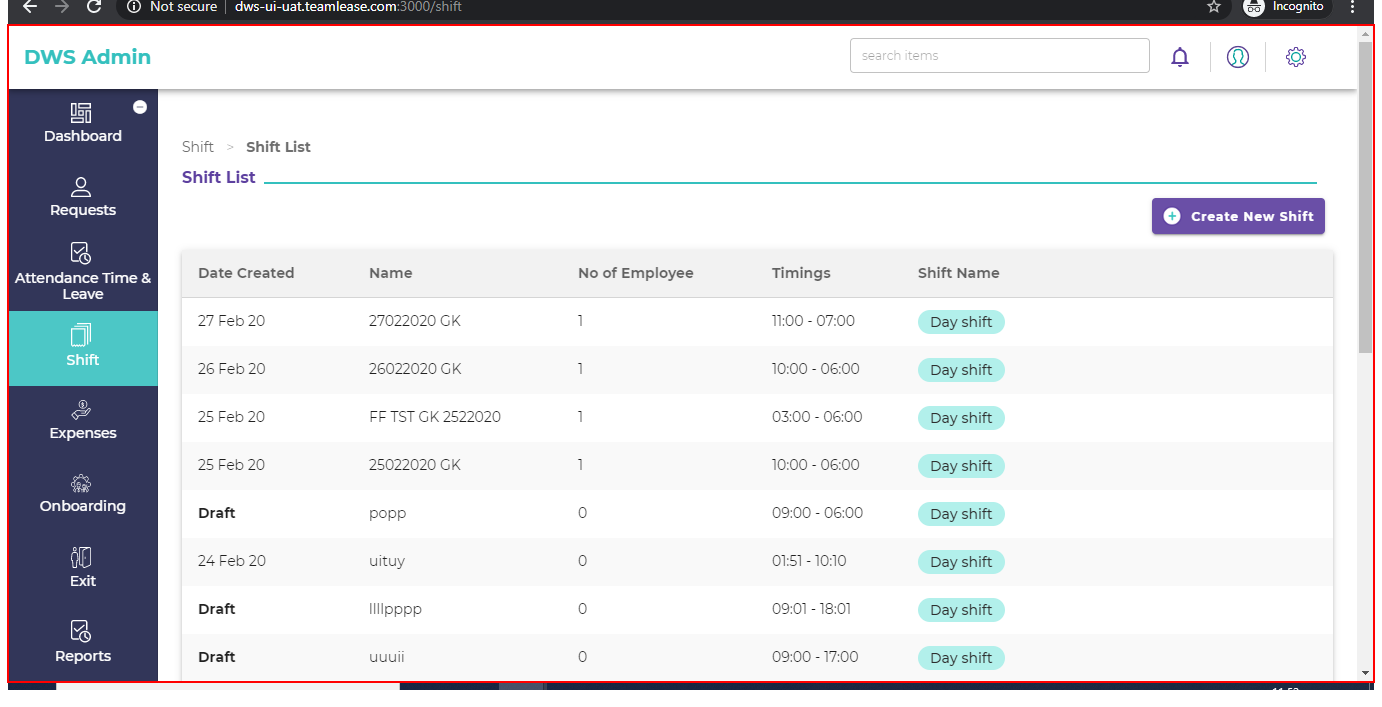 Not secure dws-ui-uat.teamlease.com:3000/shift Incognito
DWS Admin search items
Dashboard
Requests
Attendance Time &
Leave
Shift
Expenses
Onboarding
Exit
Reports
Shift > Shift List
Shift List
Create New Shift
Date Created Name No of Employee Timings Shift Name
27 Feb 20 27022020 GK 1 11:00 - 07:00 Day shift
26 Feb 20 26022020 GK 1 10:00 - 06:00 Day shift
25 Feb 20 FF TST GK 2522020 1 03:00 - 06:00 Day shift
25 Feb 20 25022020 GK 1 10:00 - 06:00 Day shift
Draft popp 0 09:00 - 06:00 Day shift
24 Feb 20 uituy 0 01:51 - 10:10 Day shift
Draft llllpppp 0 09:01 - 18:01 Day shift
Draft uuuii 0 09:00 - 17:00 Day shift